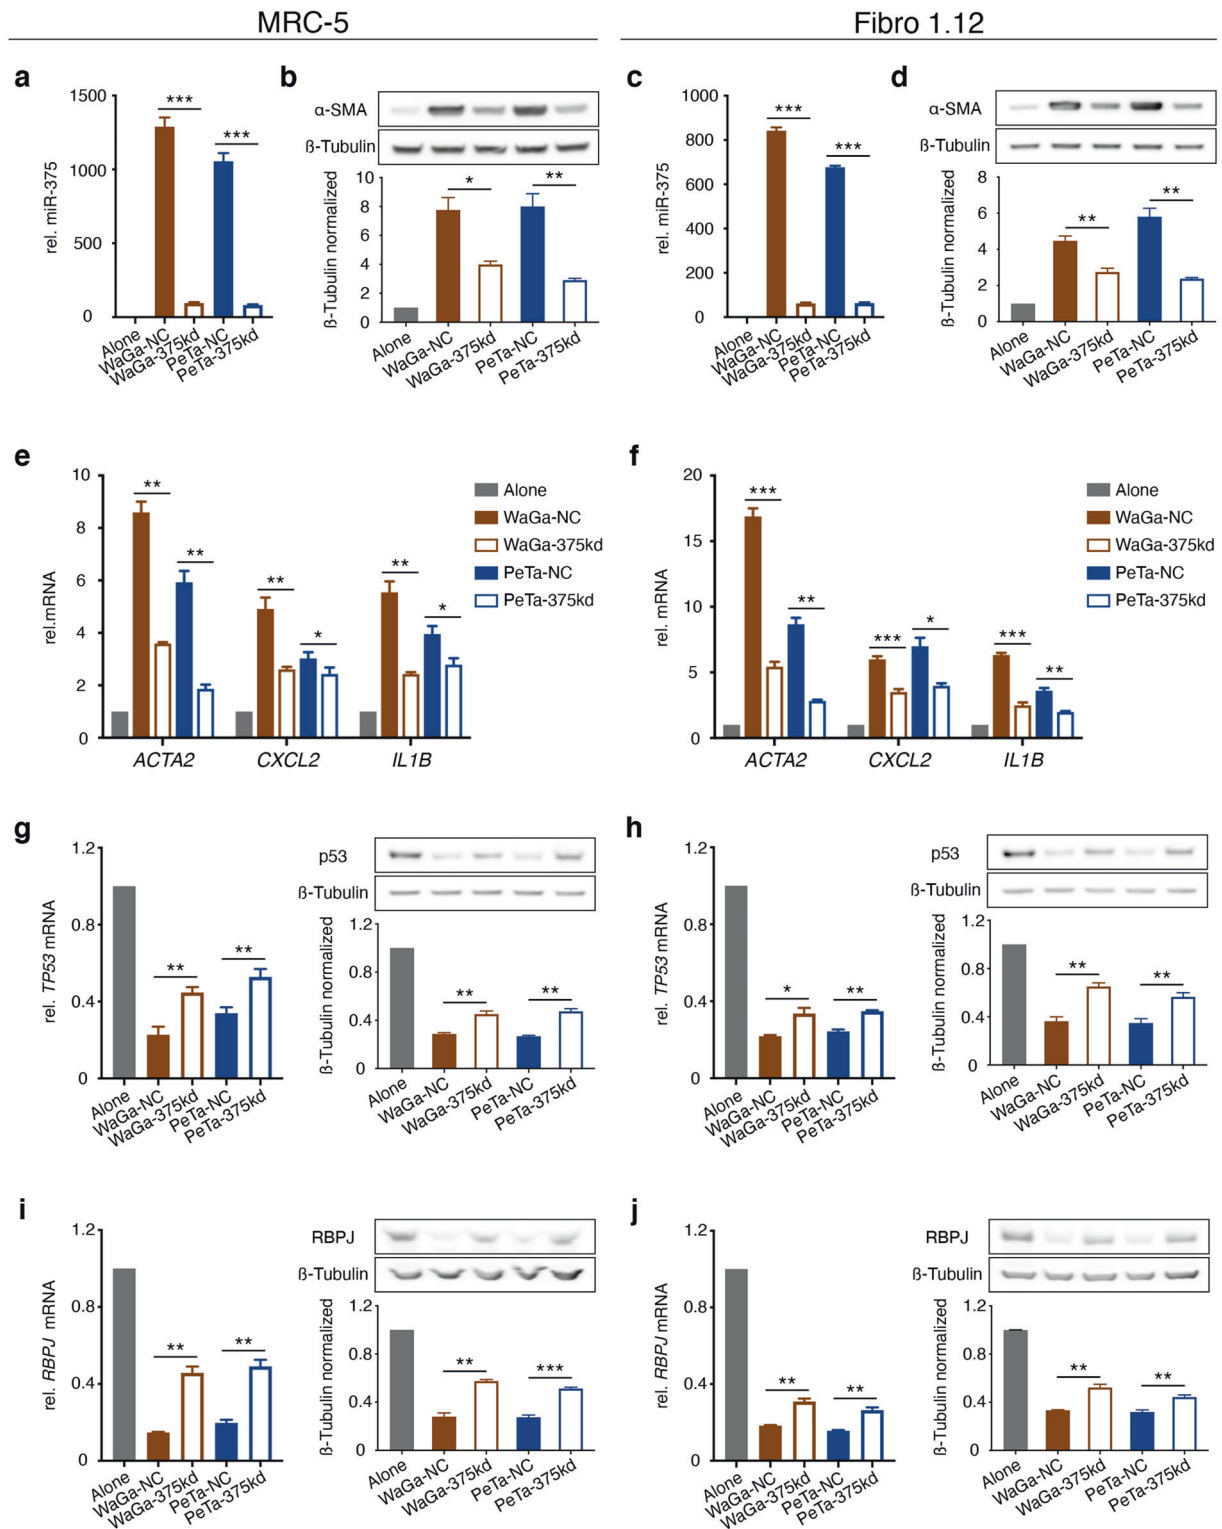 MRC-5
Fibro 1.12
a
rel. miR-375
1500
1000
500
0
***
***
Alone
WaGa-NC
WaGa-375kd
PeTa-NC
PeTa-375kd
b
α-SMA
ß-Tubulin
ß-Tubulin normalized
10
8
6
4
2
0
*
**
Alone
WaGa-NC
WaGa-375kd
PeTa-NC
PeTa-375kd
c
rel. miR-375
1000
800
600
400
200
0
***
***
Alone
WaGa-NC
WaGa-375kd
PeTa-NC
PeTa-375kd
d
α-SMA
ß-Tubulin
ß-Tubulin normalized
8
6
4
2
0
**
**
Alone
WaGa-NC
WaGa-375kd
PeTa-NC
PeTa-375kd
e
rel.mRNA
10
8
6
4
2
0
**
**
**
*
**
*
ACTA2
CXCL2
IL1B
Alone
WaGa-NC
WaGa-375kd
PeTa-NC
PeTa-375kd
f
rel. mRNA
20
15
10
5
0
***
**
***
*
***
**
ACTA2
CXCL2
IL1B
Alone
WaGa-NC
WaGa-375kd
PeTa-NC
PeTa-375kd
g
rel. TP53 mRNA
1.2
0.8
0.4
0
**
**
Alone
WaGa-NC
WaGa-375kd
PeTa-NC
PeTa-375kd
p53
ß-Tubulin
ß-Tubulin normalized
1.2
0.8
0.4
0
**
**
Alone
WaGa-NC
WaGa-375kd
PeTa-NC
PeTa-375kd
h
rel. TP53 mRNA
1.2
0.8
0.4
0
*
**
Alone
WaGa-NC
WaGa-375kd
PeTa-NC
PeTa-375kd
p53
ß-Tubulin
ß-Tubulin normalized
1.2
0.8
0.4
0
**
**
Alone
WaGa-NC
WaGa-375kd
PeTa-NC
PeTa-375kd
i
rel. RBPJ mRNA
1.2
0.8
0.4
0
**
**
Alone
WaGa-NC
WaGa-375kd
PeTa-NC
PeTa-375kd
RBPJ
ß-Tubulin
ß-Tubulin normalized
1.2
0.8
0.4
0
**
***
Alone
WaGa-NC
WaGa-375kd
PeTa-NC
PeTa-375kd
j
rel. RBPJ mRNA
1.2
0.8
0.4
0
**
**
Alone
WaGa-NC
WaGa-375kd
PeTa-NC
PeTa-375kd
RBPJ
ß-Tubulin
ß-Tubulin normalized
1.2
0.8
0.4
0
**
**
Alone
WaGa-NC
WaGa-375kd
PeTa-NC
PeTa-375kd